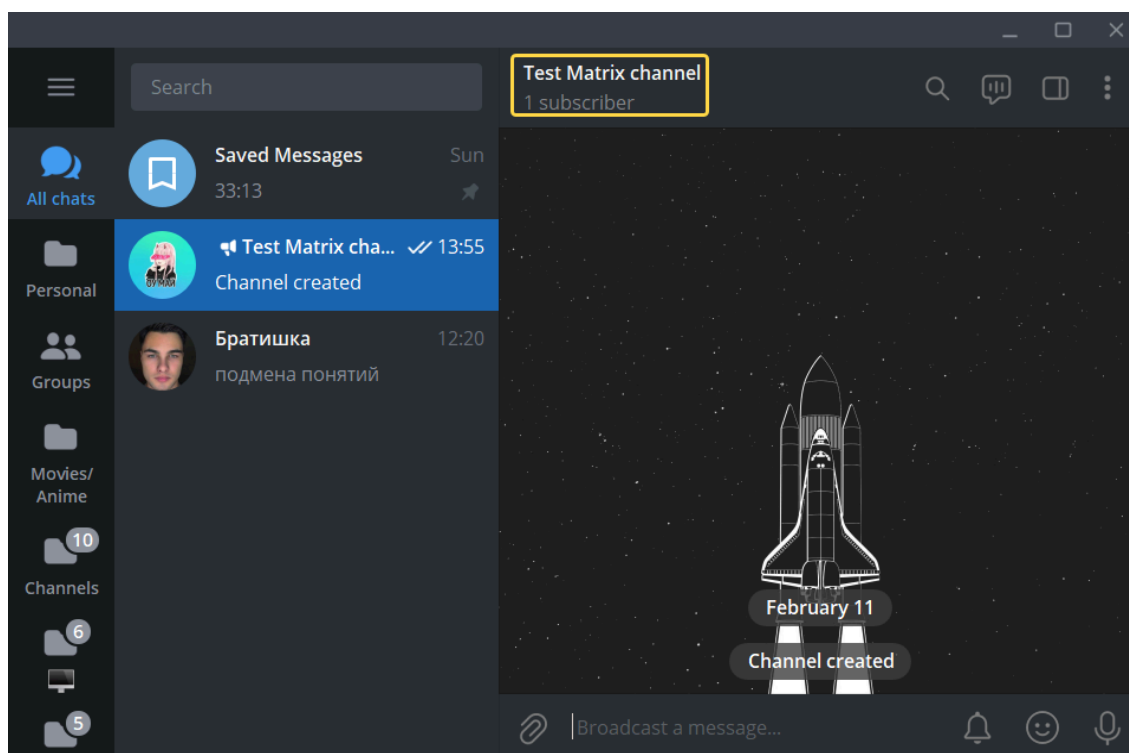 Search
Test Matrix channel
1 subscriber
All chats
Personal
Groups
Movies/
Anime
10
Channels
6
5
Saved Messages
Sun
33:13
Test Matrix cha...
13:55
Channel created
Братишка
12:20
подмена понятий
February 11
Channel created
Broadcast a message...